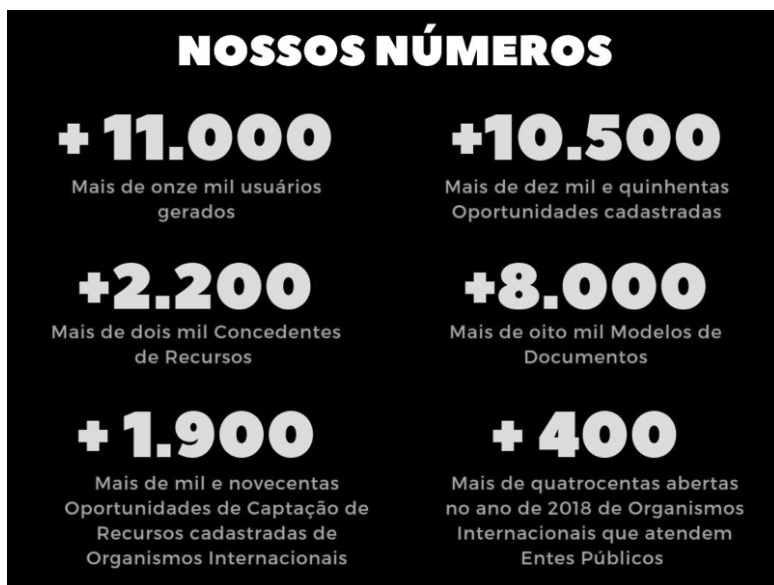 NOSSOS NÚMEROS
+ 11.000
Mais de onze mil usuários
gerados
+10.500
Mais de dez mil e quinhentas
Oportunidades cadastradas
+2.200
Mais de dois mil Concedentes
de Recursos
+8.000
Mais de oito mil Modelos de
Documentos
+ 1.900
Mais de mil e novecentas
Oportunidades de Captação de
Recursos cadastradas de
Organismos Internacionais
+ 400
Mais de quatrocentas abertas
no ano de 2018 de Organismos
Internacionais que atendem
Entes Públicos